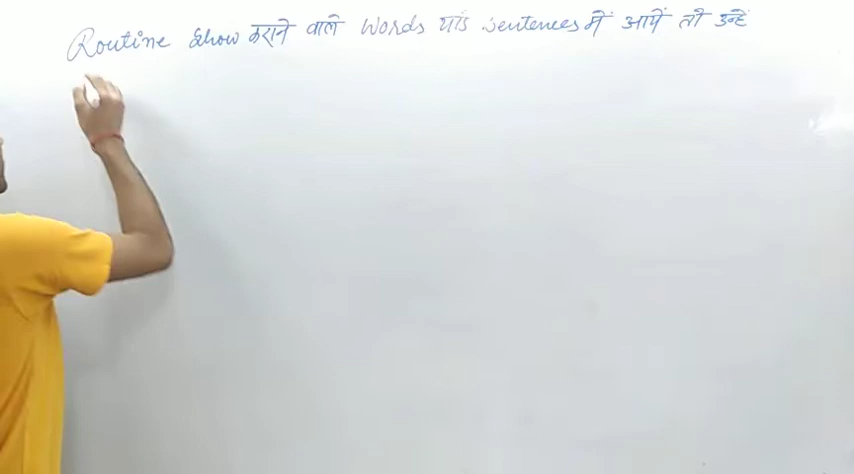 Routine show कराने वाले words यदि sentences में आयें तो उन्हें